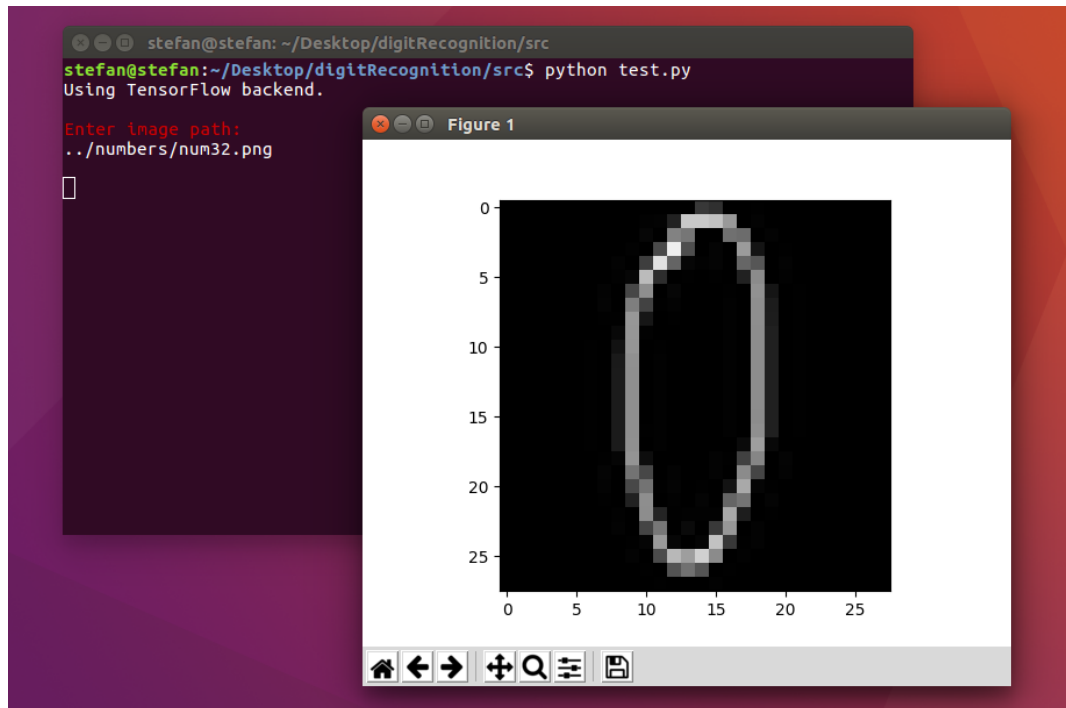 stefan@stefan: ~/Desktop/digitRecognition/src
stefan@stefan:~/Desktop/digitRecognition/src$ python test.py
Using TensorFlow backend.
Enter image path:
../numbers/num32.png
Figure 1
0
5
10
15
20
25
0 5 10 15 20 25